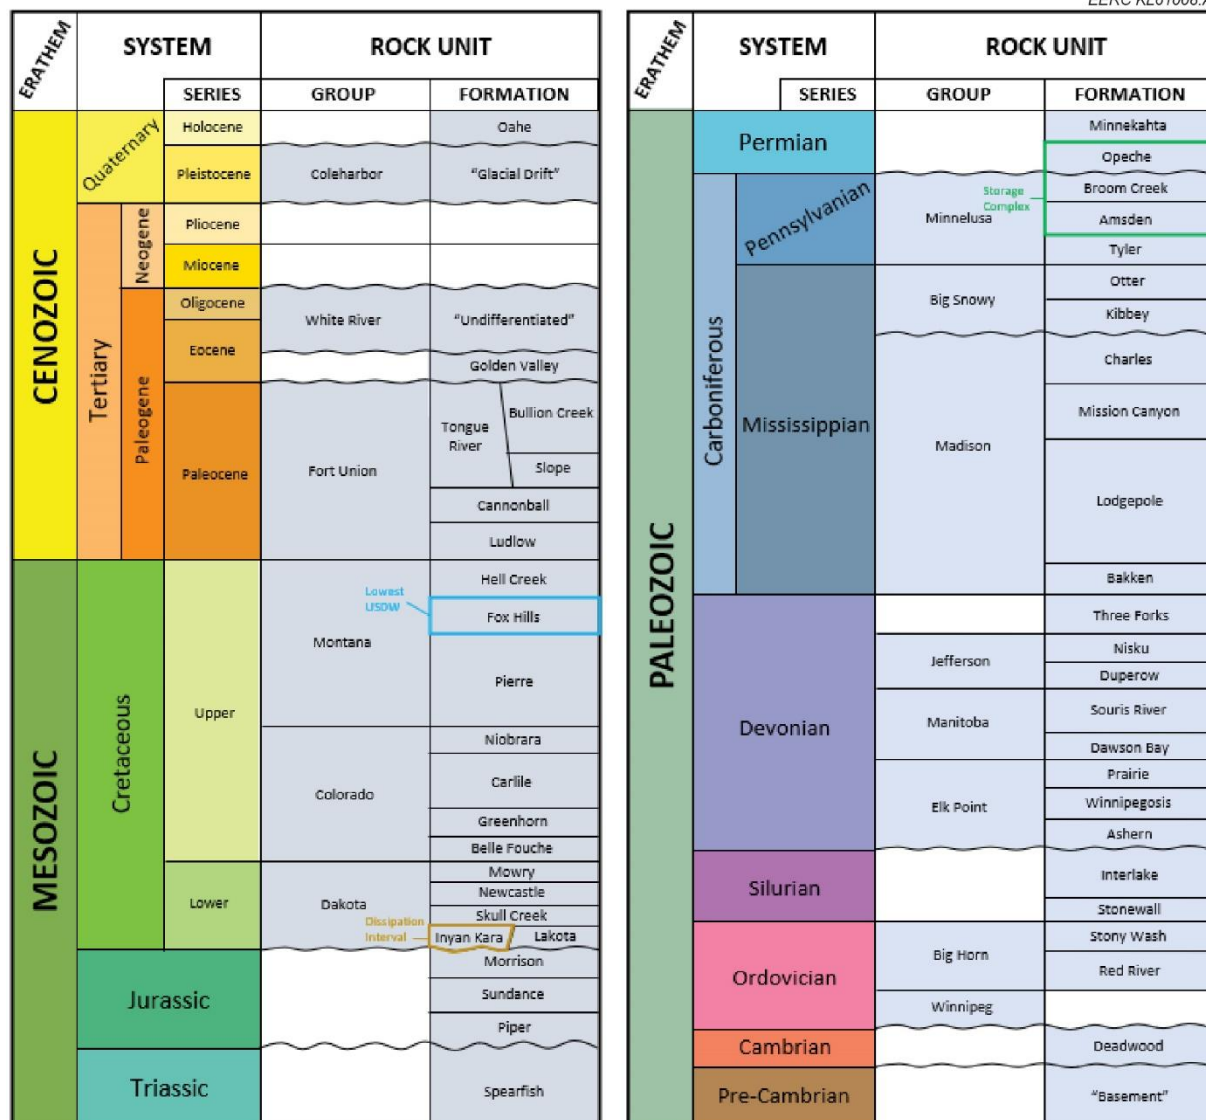 ERATHEM
SYSTEM
ROCK UNIT
SERIES
GROUP
FORMATION
CENOZOIC
Quaternary
Holocene
Oahe
Pleistocene
Coleharbor
“Glacial Drift”
Tertiary
Neogene
Pliocene
Miocene
Paleogene
Oligocene
White River
“Undifferentiated”
Eocene
Golden Valley
Paleocene
Fort Union
Tongue
River
Bullion Creek
Slope
Cannonball
Ludlow
MESOZOIC
Cretaceous
Upper
Montana
Hell Creek
Lowest
USDW
Fox Hills
Pierre
Colorado
Niobrara
Carlile
Greenhorn
Belle Fouche
Lower
Dakota
Mowry
Newcastle
Skull Creek
Dissipation
Interval
Inyan Kara
Lakota
Jurassic
Morrison
Sundance
Piper
Triassic
Spearfish
ERATHEM
SYSTEM
ROCK UNIT
SERIES
GROUP
FORMATION
PALEOZOIC
Permian
Minnekahta
Opeche
Carboniferous
Pennsylvanian
Minnelusa
Storage
Complex
Broom Creek
Amsden
Tyler
Mississippian
Big Snowy
Otter
Kibbey
Madison
Charles
Mission Canyon
Lodgepole
Bakken
Devonian
Three Forks
Jefferson
Nisku
Duperow
Manitoba
Souris River
Dawson Bay
Elk Point
Prairie
Winnipegosis
Ashern
Silurian
Interlake
Stonewall
Ordovician
Big Horn
Stony Wash
Red River
Winnipeg
Cambrian
Deadwood
Pre-Cambrian
“Basement”